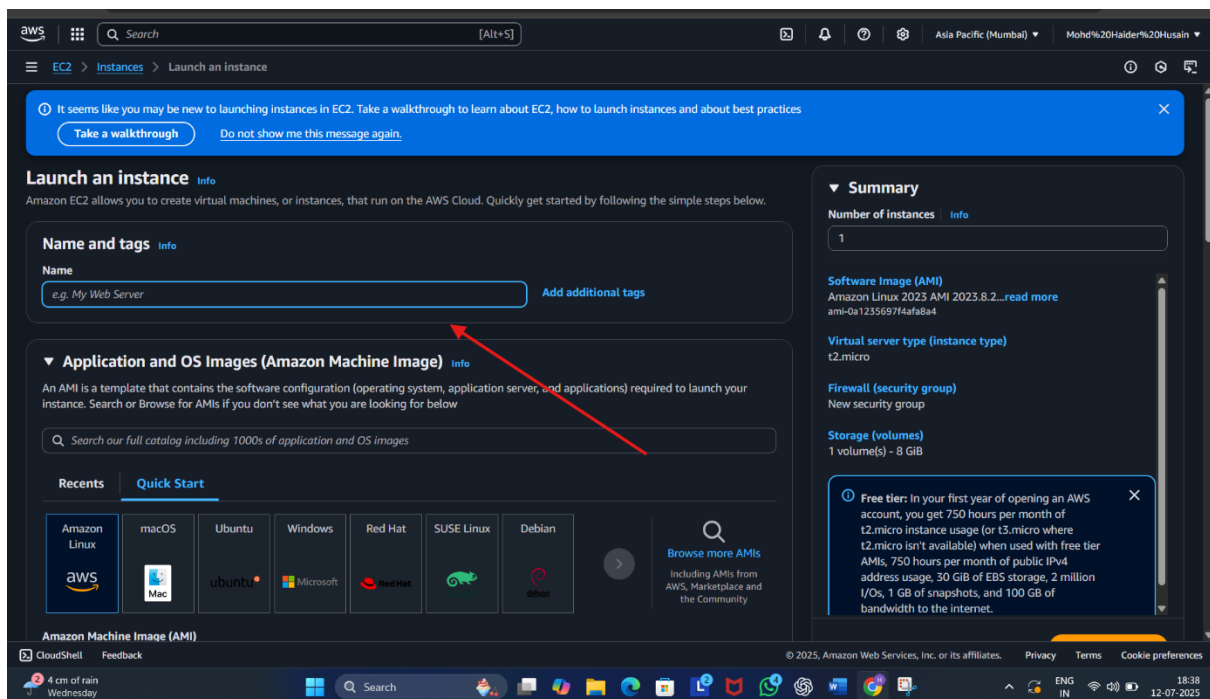 aws
Search
[Alt+S]
Asia Pacific (Mumbai)
Mohd%20Haider%20Husain
EC2 > Instances > Launch an instance
It seems like you may be new to launching instances in EC2. Take a walkthrough to learn about EC2, how to launch instances and about best practices
Take a walkthrough
Do not show me this message again.
Launch an instance Info
Amazon EC2 allows you to create virtual machines, or instances, that run on the AWS Cloud. Quickly get started by following the simple steps below.
Name and tags Info
Name
e.g. My Web Server
Add additional tags
Application and OS Images (Amazon Machine Image) Info
An AMI is a template that contains the software configuration (operating system, application server, and applications) required to launch your
instance. Search or Browse for AMIs if you don't see what you are looking for below
Search our full catalog including 1000s of application and OS images
Recents
Quick Start
Amazon
Linux
aws
macOS
Mac
Ubuntu
ubuntu
Windows
Microsoft
Red Hat
Red Hat
SUSE Linux
Debian
debian
Browse more AMIs
Including AMIs from
AWS, Marketplace and
the Community
Amazon Machine Image (AMI)
Summary
Number of instances Info
1
Software Image (AMI)
Amazon Linux 2023 AMI 2023.8.2...read more
ami-0a1235697f4afa8a4
Virtual server type (instance type)
t2.micro
Firewall (security group)
New security group
Storage (volumes)
1 volume(s) - 8 GiB
Free tier: In your first year of opening an AWS
account, you get 750 hours per month of
t2.micro instance usage (or t3.micro where
t2.micro isn't available) when used with free tier
AMIs, 750 hours per month of public IPv4
address usage, 30 GiB of EBS storage, 2 million
I/Os, 1 GB of snapshots, and 100 GB of
bandwidth to the internet.
CloudShell Feedback
© 2025, Amazon Web Services, Inc. or its affiliates. Privacy Terms Cookie preferences
2
4 cm of rain
Wednesday
Search
ENG
IN
18:38
12-07-2025